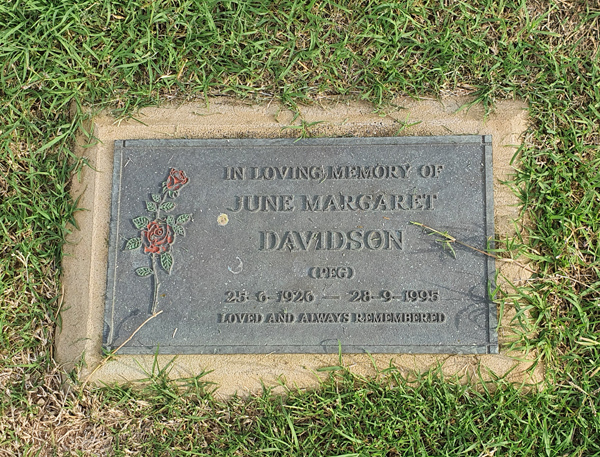 IN LOVING MEMORY OF
JUNE MARGARET
DAVIDSON
(PEG)
25-6-1926 — 28-9-1995
LOVED AND ALWAYS REMEMBERED